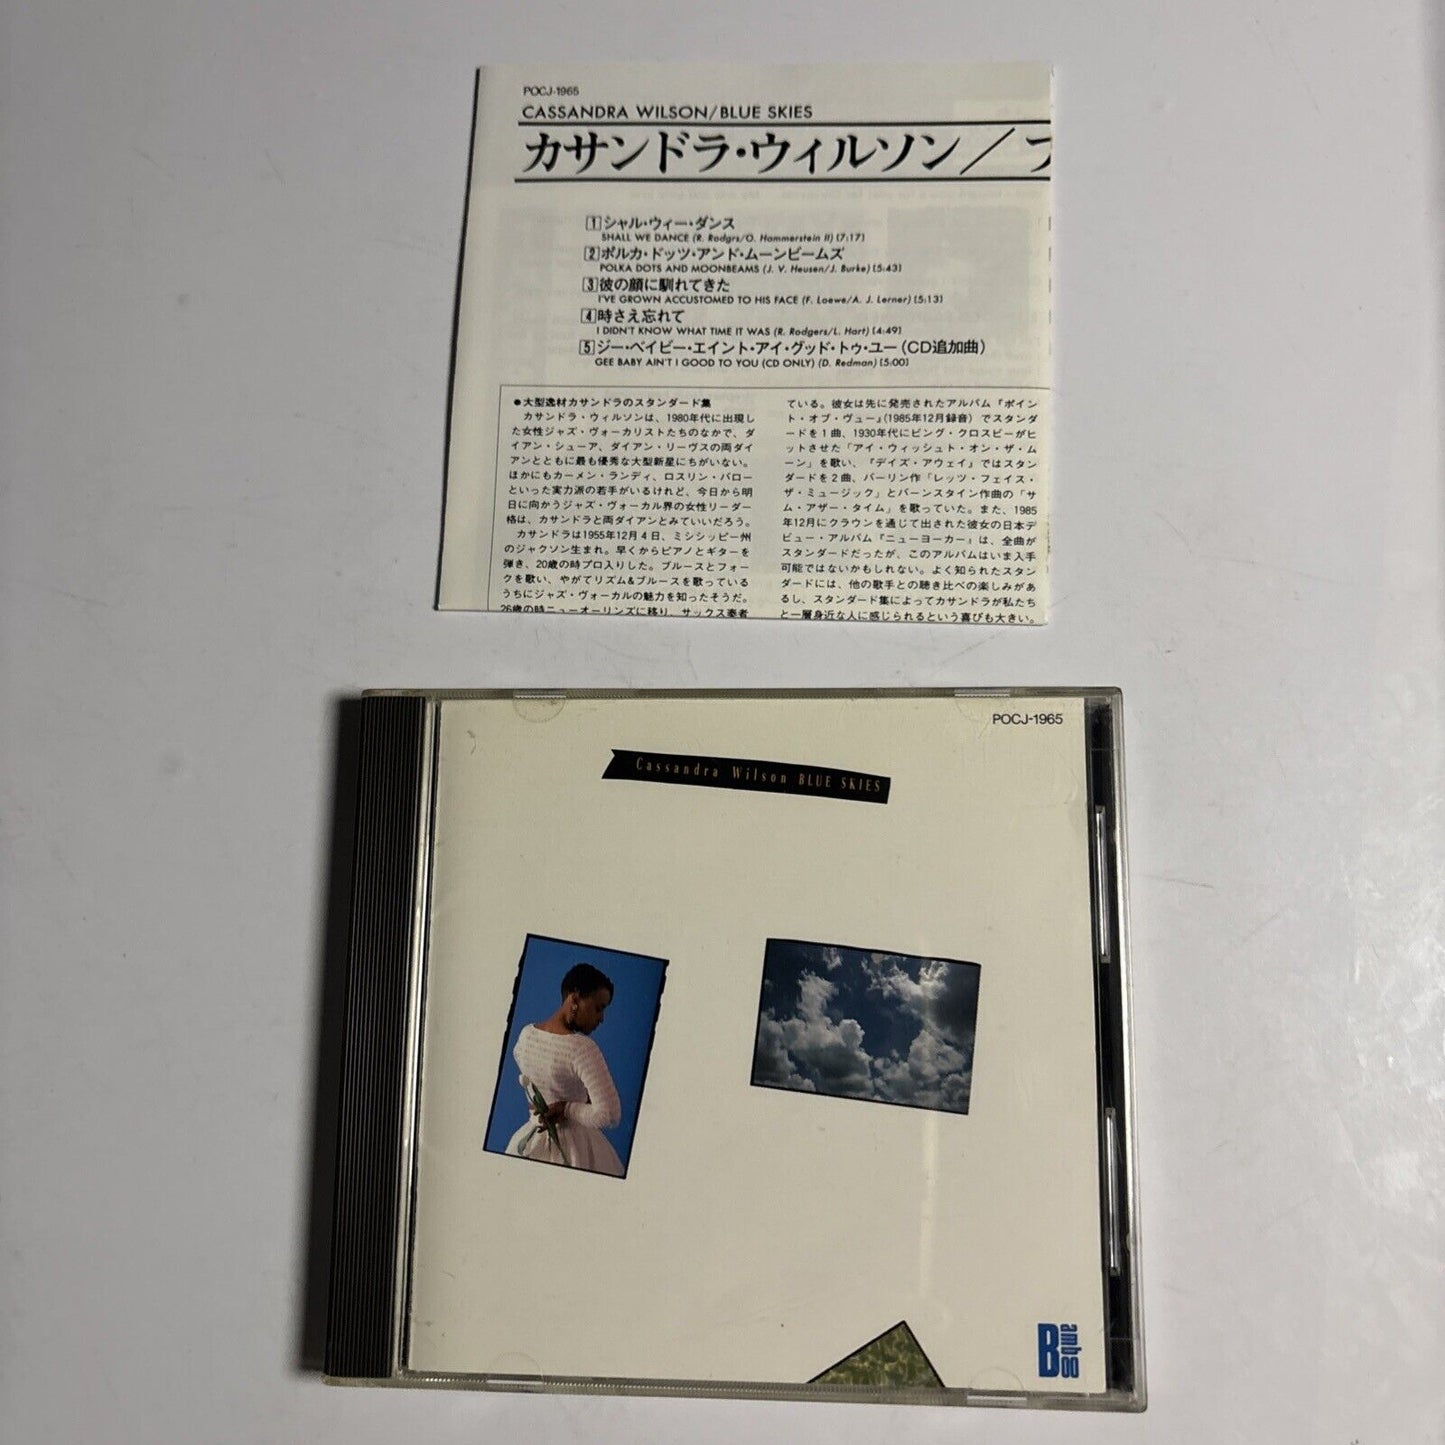 POCJ-1965
CASSANDRA WILSON/BLUE SKIES
カサンドラ・ウィルソン／ブ
1 シャル・ウィー・ダンス
SHALL WE DANCE (R. Rodgrs/O. Hammerstein II) [7:17]
2 ポルカ・ドッツ・アンド・ムーンビームズ
POLKA DOTS AND MOONBEAMS (J. V. Heusen/J. Burke) [5:43]
3 彼の顔に馴れてきた
I'VE GROWN ACCUSTOMED TO HIS FACE (F. Loewe/A. J. Lerner) [5:13]
4 時さえ忘れて
I DIDN'T KNOW WHAT TIME IT WAS (R. Rodgers/L. Hart) [4:49]
5 ジー・ベイビー・エイント・アイ・グッド・トゥ・ユー（CD追加曲）
GEE BABY AIN'T I GOOD TO YOU (CD ONLY) (D. Redman) [5:00]
●大型逸材カサンドラのスタンダード集
カサンドラ・ウィルソンは、1980年代に出現し
た女性ジャズ・ヴォーカリストたちのなかで、ダ
イアン・シューア、ダイアン・リーヴスの両ダイ
アンとともに最も優秀な大型新星にちがいない。
ほかにもカーメン・ランディ、ロスリン・バロー
といった実力派の若手がいるけれど、今日から明
日に向かうジャズ・ヴォーカル界の女性リーダー
格は、カサンドラと両ダイアンとみていいだろう。
カサンドラは1955年12月4日、ミシシッピー州
のジャクソン生まれ。早くからピアノとギターを
弾き、20歳の時プロ入りした。ブルースとフォー
クを歌い、やがてリズム&ブルースを歌っている
うちにジャズ・ヴォーカルの魅力を知ったそうだ。
26歳の時ニューオーリンズに移り、サックス奏者
ている。彼女は先に発売されたアルバム『ポイン
ト・オブ・ヴュー』(1985年12月録音) でスタンダ
ードを1曲、1930年代にビング・クロスビーがヒ
ットさせた「アイ・ウィッシュト・オン・ザ・ム
ーン」を歌い、『デイズ・アウェイ』ではスタン
ダードを2曲、バーリン作「レッツ・フェイス・
ザ・ミュージック」とバーンスタイン作曲の「サ
ム・アザー・タイム」を歌っていた。また、1985
年12月にクラウンを通じて出された彼女の日本デ
ビュー・アルバム『ニューヨーカー』は、全曲が
スタンダードだったが、このアルバムはいま入手
可能ではないかもしれない。よく知られたスタン
ダードには、他の歌手との聴き比べの楽しみがあ
るし、スタンダード集によってカサンドラが私たち
と一層身近な人に感じられるという喜びも大きい。
POCJ-1965
Cassandra Wilson BLUE SKIES
Bamboo